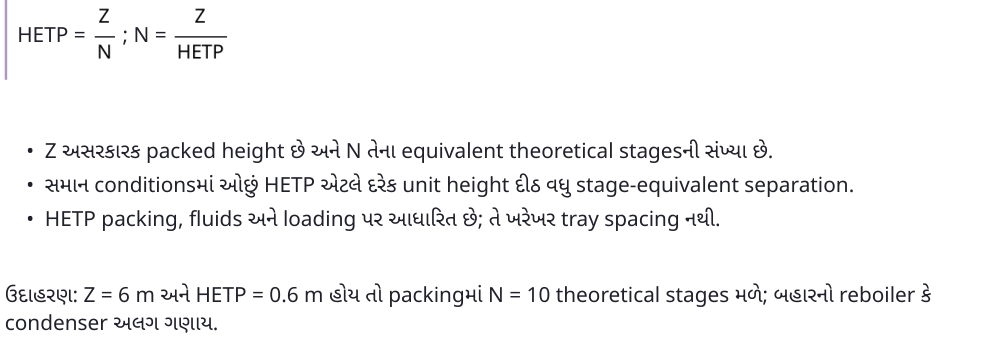 HETP = Z/N ; N = Z/HETP
• Z અસરકારક packed height છે અને N તેના equivalent theoretical stagesની સંખ્યા છે.
• સમાન conditionsમાં ઓછું HETP એટલે દરેક unit height દીઠ વધુ stage-equivalent separation.
• HETP packing, fluids અને loading પર આધારિત છે; તે ખરેખર tray spacing નથી.
ઉદાહરણ: Z = 6 m અને HETP = 0.6 m હોય તો packingમાં N = 10 theoretical stages મળે; બહારનો reboiler કે
condenser અલગ ગણાય.